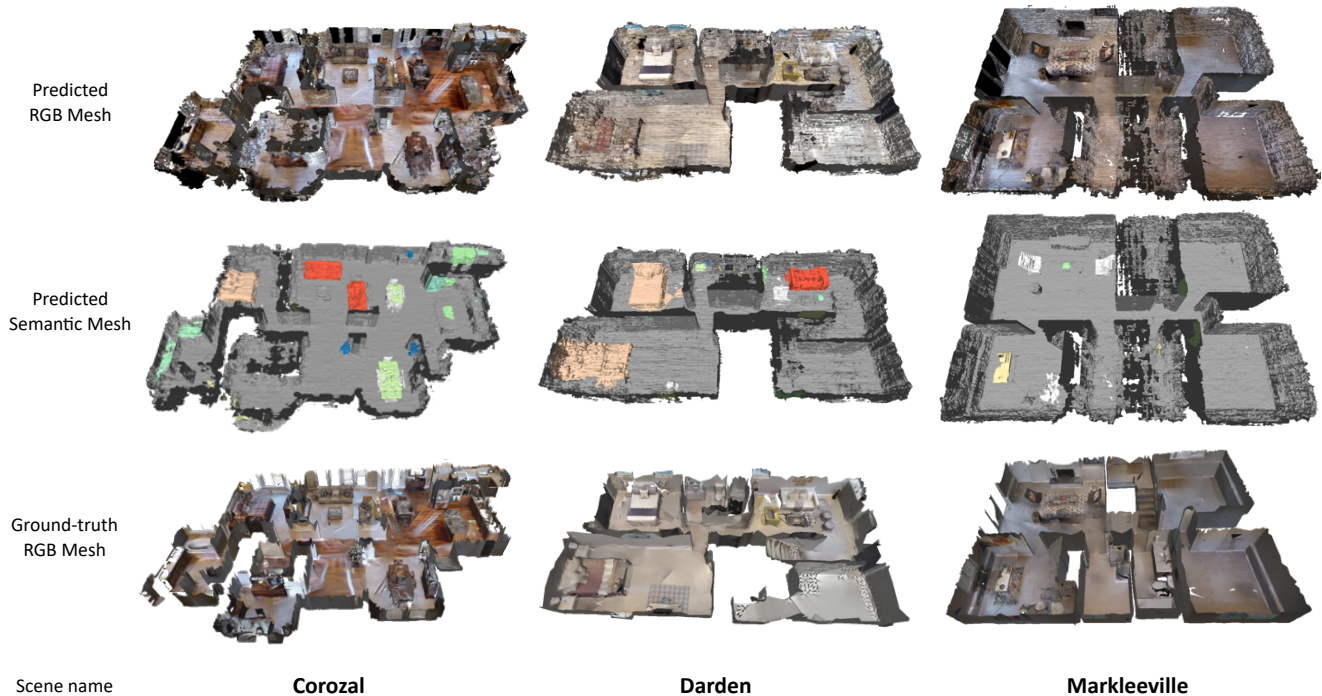 Predicted
RGB Mesh
Predicted
Semantic Mesh
Ground-truth
RGB Mesh
Scene name
Corozal
Darden
Markleeville